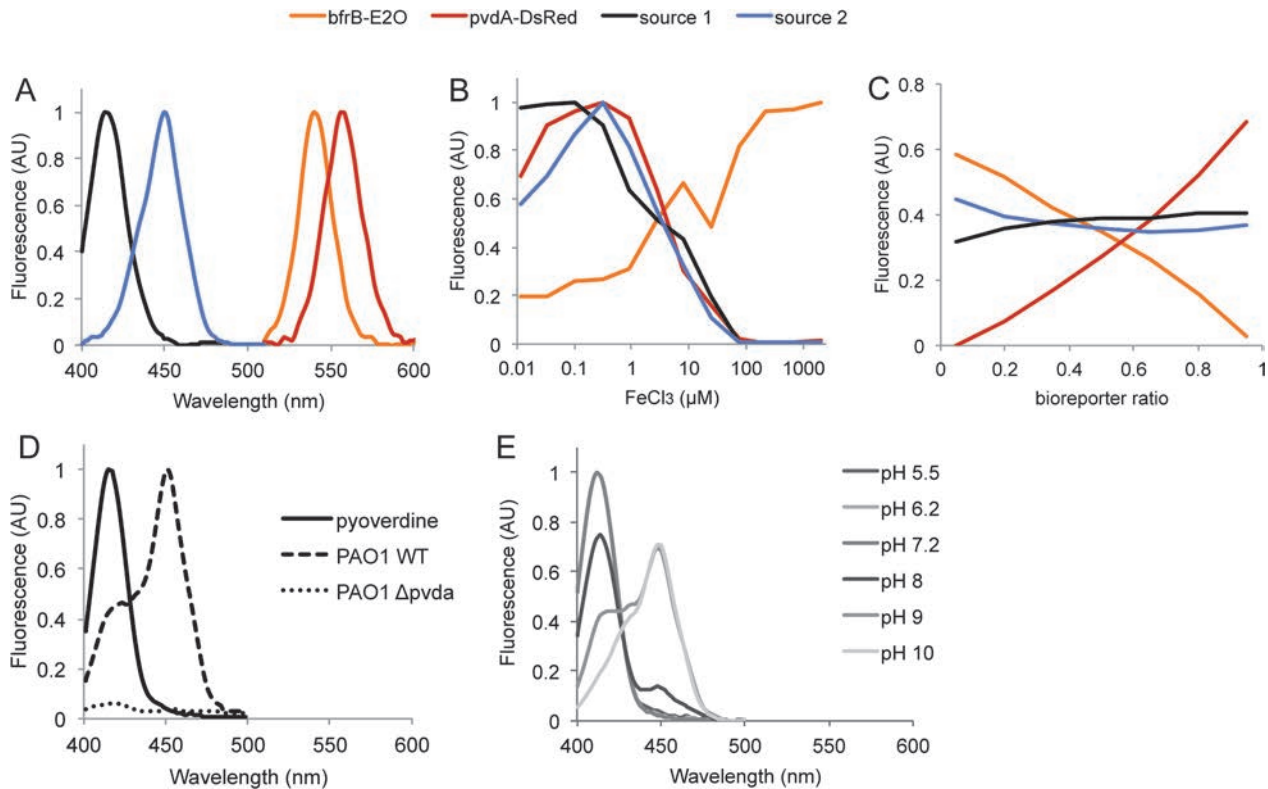 bfrB-E2O pvdA-DsRed source 1 source 2
A
Fluorescence (AU)
1
0.8
0.6
0.4
0.2
0
400 450 500 550 600
Wavelength (nm)
B
Fluorescence (AU)
1
0.8
0.6
0.4
0.2
0
0.01 0.1 1 10 100 1000
FeCl3 (µM)
C
Fluorescence (AU)
0.8
0.6
0.4
0.2
0
0 0.2 0.4 0.6 0.8 1
bioreporter ratio
D
Fluorescence (AU)
1
0.8
0.6
0.4
0.2
0
400 450 500 550 600
Wavelength (nm)
pyoverdine
PAO1 WT
PAO1 Δpvda
E
Fluorescence (AU)
1
0.8
0.6
0.4
0.2
0
400 450 500 550 600
Wavelength (nm)
pH 5.5
pH 6.2
pH 7.2
pH 8
pH 9
pH 10